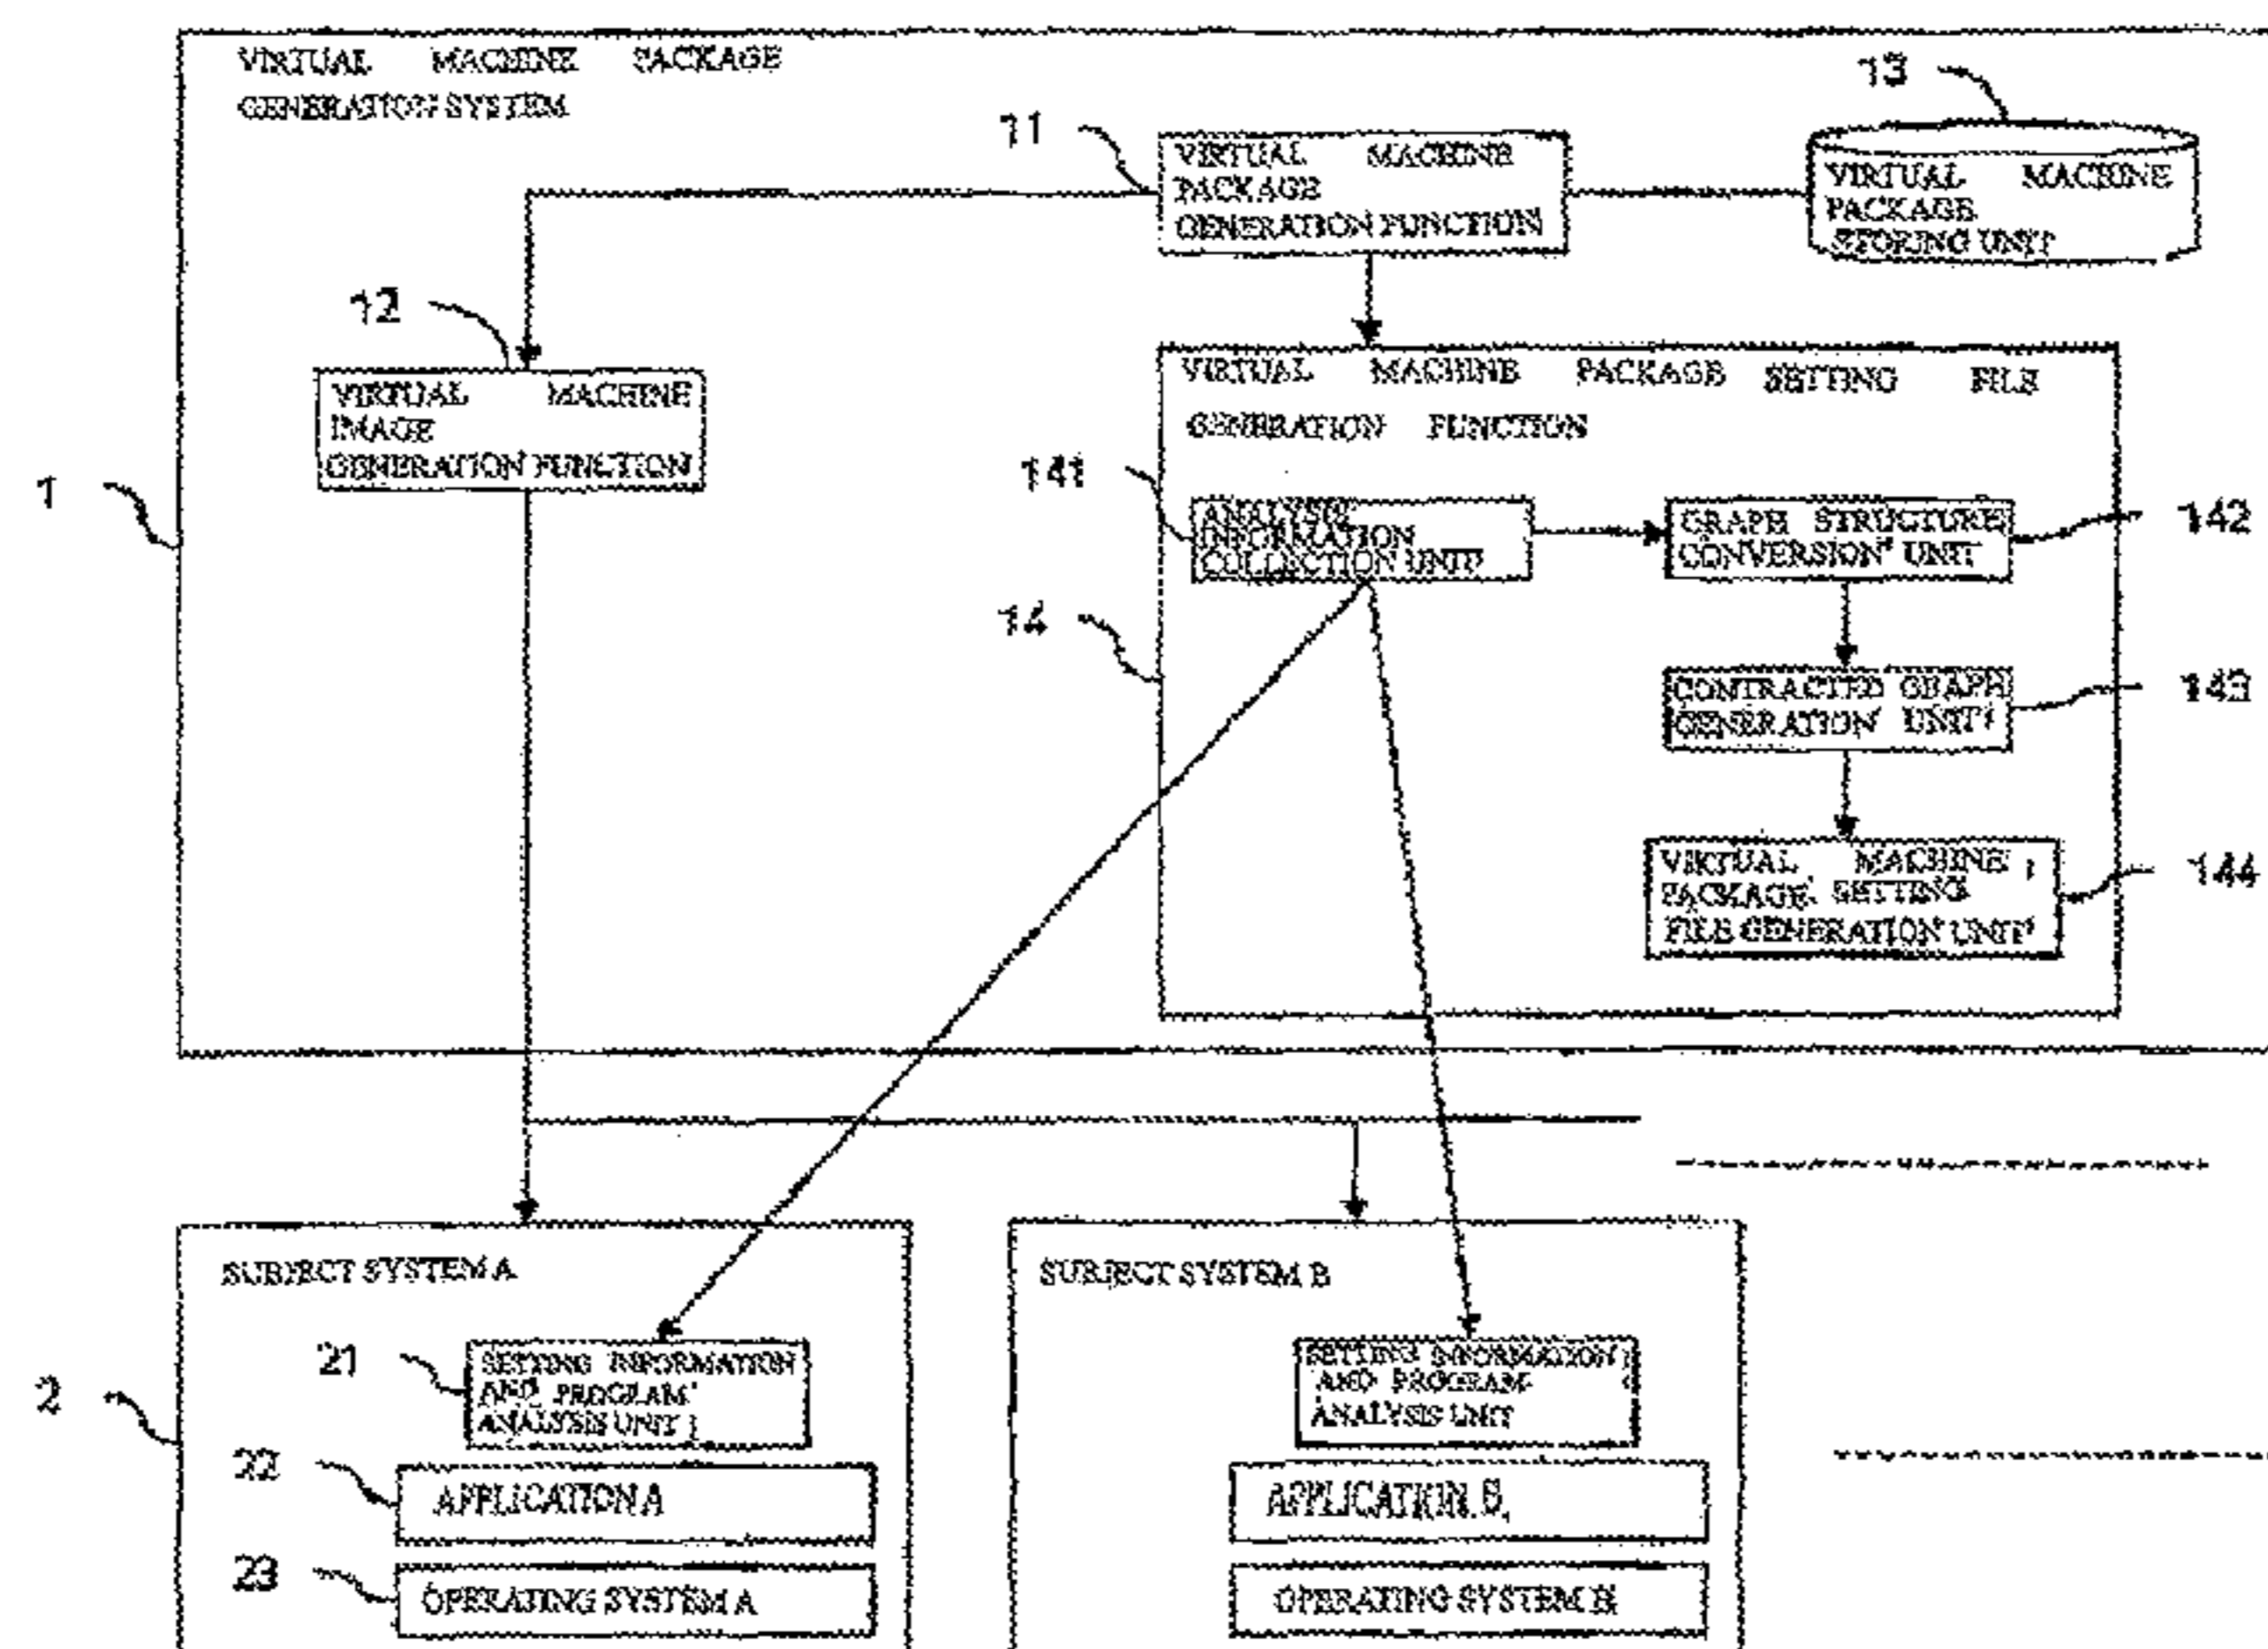 VIRTUAL MACHINE PACKAGE
GENERATION SYSTEM
13
11
VIRTUAL MACHINE
PACKAGE
GENERATION FUNCTION
VIRTUAL MACHINE
PACKAGE
STORING UNIT
12
VIRTUAL MACHINE
IMAGE
GENERATION FUNCTION
VIRTUAL MACHINE PACKAGE SETTING FILE
GENERATION FUNCTION
1
141
ANALYSIS
INFORMATION
COLLECTION UNIT
GRAPH STRUCTURE
CONVERSION UNIT
142
14
CONTRACTED GRAPH
GENERATION UNIT
143
VIRTUAL MACHINE
PACKAGE SETTING
FILE GENERATION UNIT
144
SUBJECT SYSTEM A
SUBJECT SYSTEM B
21
SETTING INFORMATION
AND PROGRAM
ANALYSIS UNIT
SETTING INFORMATION
AND PROGRAM
ANALYSIS UNIT
2
22
APPLICATION A
APPLICATION B
23
OPERATING SYSTEM A
OPERATING SYSTEM B